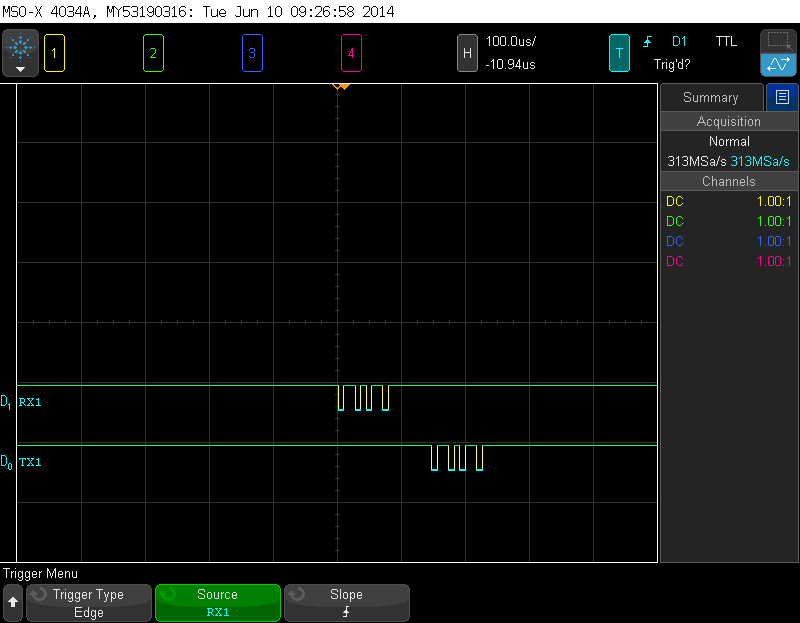 MSO-X 4034A, MY53190316: Tue Jun 10 09:26:58 2014
1 2 3 4 H 100.0us/ T D1 TTL
-10.94us Trig'd?
Summary
Acquisition
Normal
313MSa/s 313MSa/s
Channels
DC 1.00:1
DC 1.00:1
DC 1.00:1
DC 1.00:1
D1 RX1
D0 TX1
Trigger Menu
Trigger Type Source Slope
Edge RX1